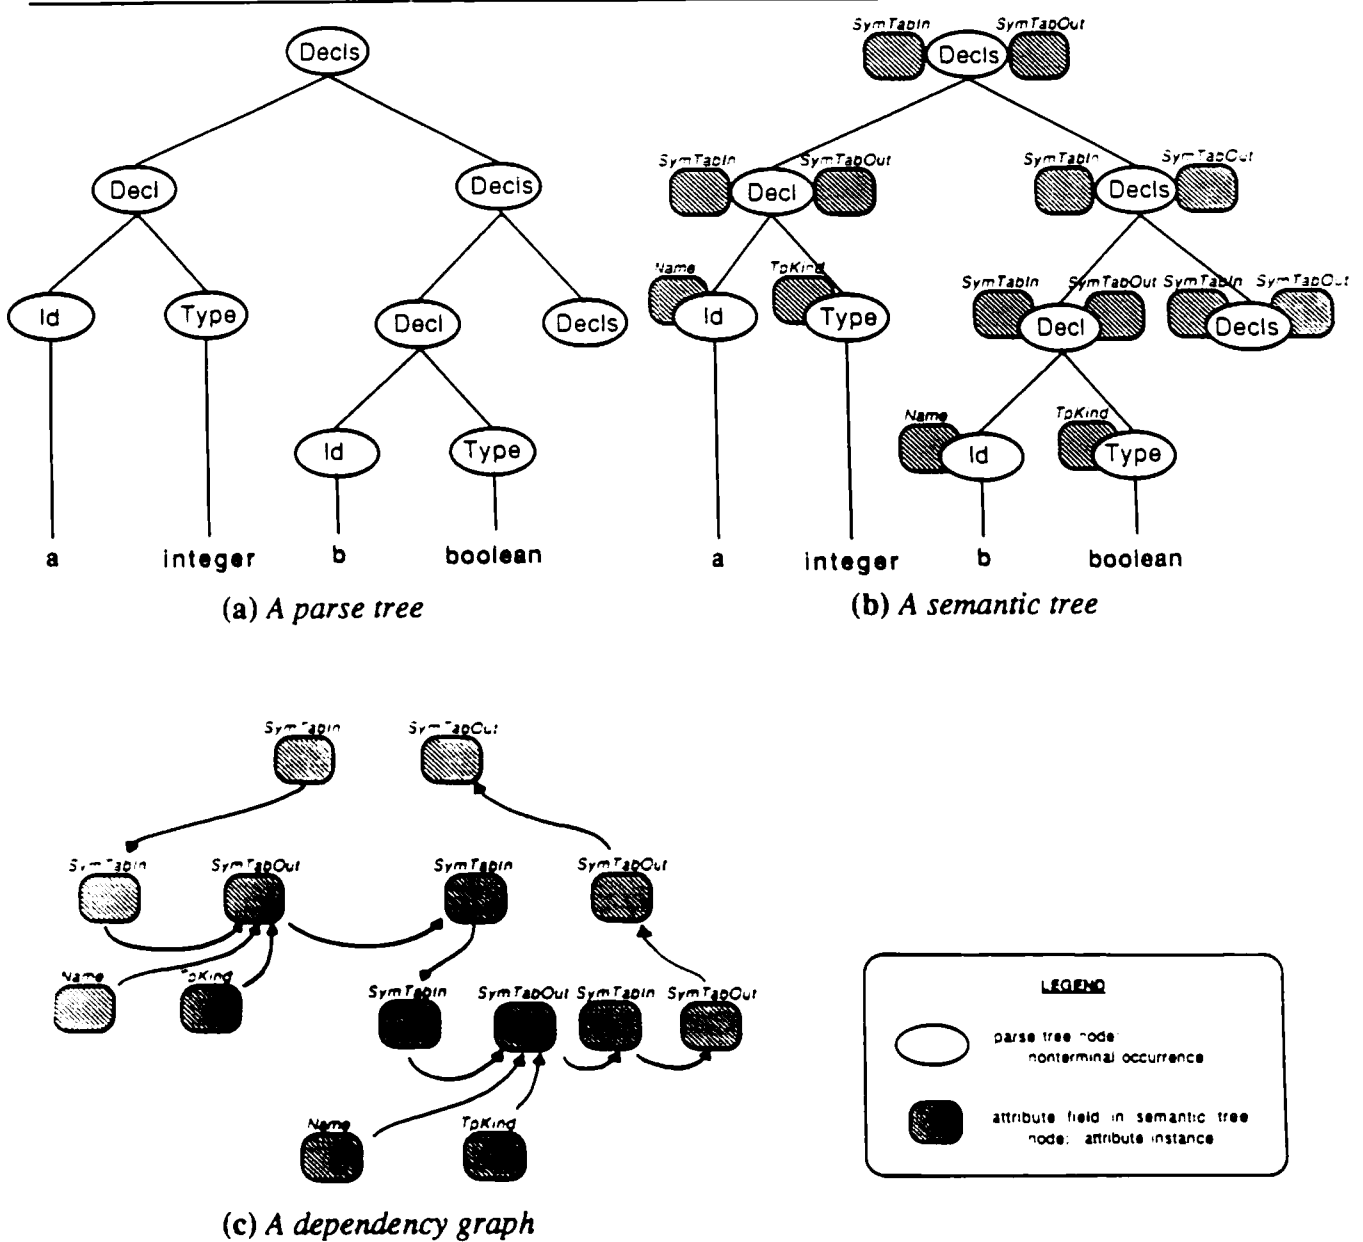 Decls
Decl
Decls
Id
Type
Decl
Decls
Id
Type
a
integer
b
boolean
(a) A parse tree
SymTabIn
SymTabOut
Decls
SymTabIn
SymTabOut
Decl
SymTabIn
SymTabOut
Decls
Name
TpKind
Id
Type
SymTabIn
SymTabOut
SymTabIn
SymTabOut
Decl
Decls
Name
TpKind
Id
Type
a
integer
b
boolean
(b) A semantic tree
SymTabIn
SymTabOut
SymTabIn
SymTabOut
SymTabIn
SymTabOut
Name
TpKind
SymTabIn
SymTabOut
SymTabIn
SymTabOut
Name
TpKind
(c) A dependency graph
LEGEND
parse tree node:
nonterminal occurrence
attribute field in semantic tree
node: attribute instance